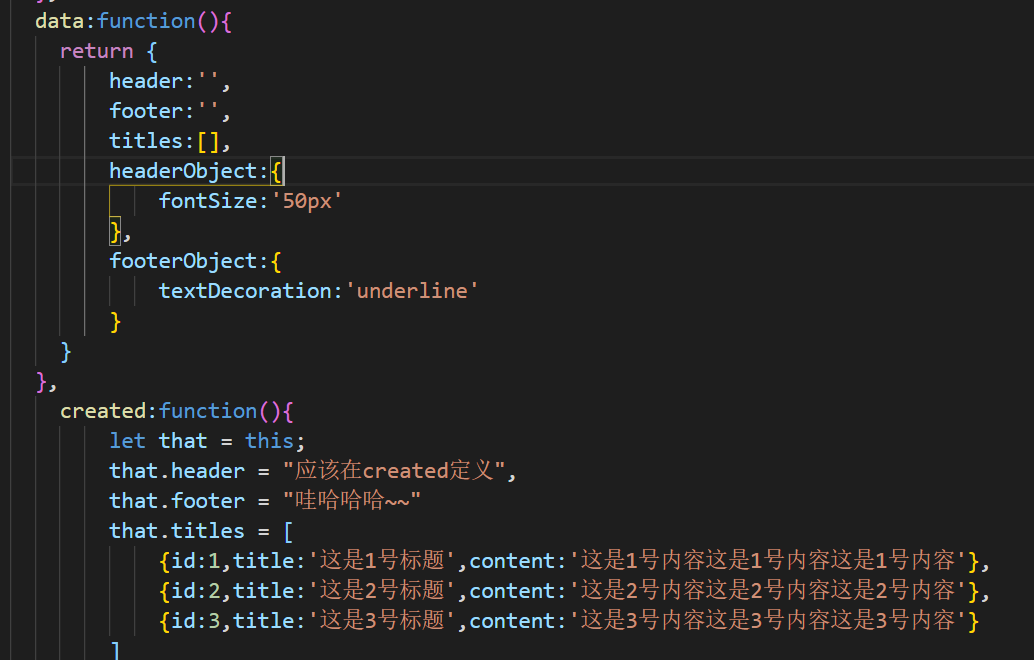 data:function(){
return {
header:'',
footer:'',
titles:[],
headerObject:{
fontSize:'50px'
},
footerObject:{
textDecoration:'underline'
}
}
},
created:function(){
let that = this;
that.header = "应该在created定义",
that.footer = "哇哈哈哈~~"
that.titles = [
{id:1,title:'这是1号标题',content:'这是1号内容这是1号内容这是1号内容'},
{id:2,title:'这是2号标题',content:'这是2号内容这是2号内容这是2号内容'},
{id:3,title:'这是3号标题',content:'这是3号内容这是3号内容这是3号内容'}
]